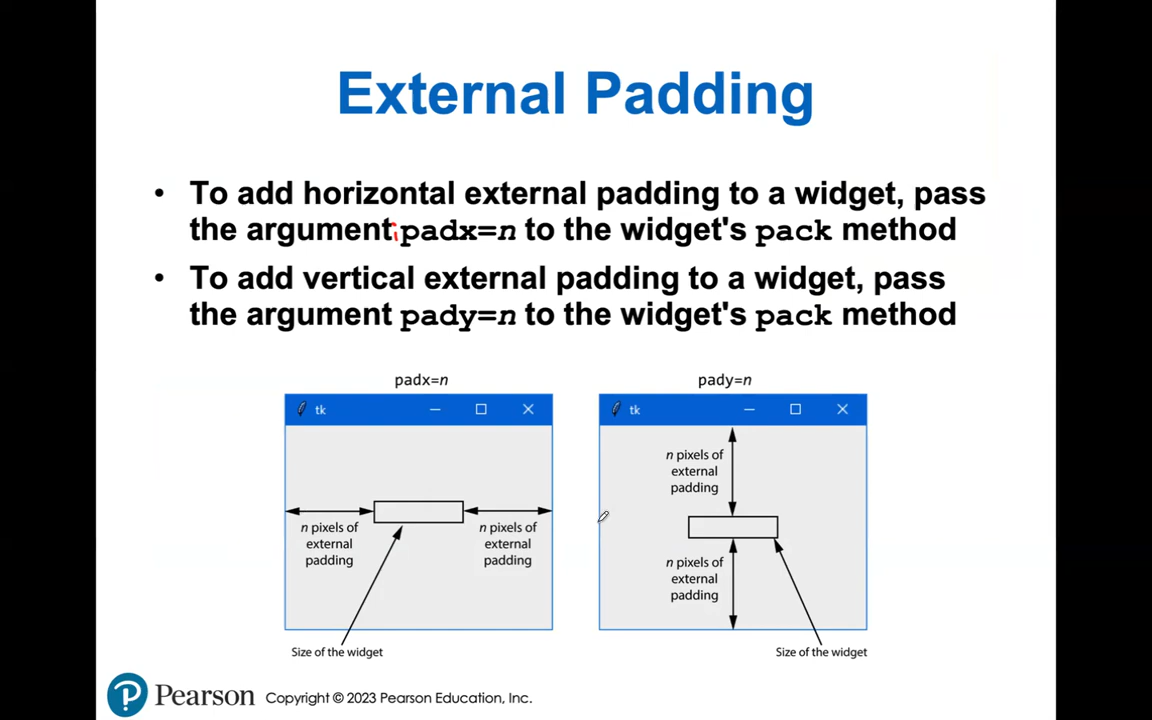 External Padding
• To add horizontal external padding to a widget, pass
the argument ipadx=n to the widget's pack method
• To add vertical external padding to a widget, pass
the argument pady=n to the widget's pack method
padx=n
tk
n pixels of
external
padding
n pixels of
external
padding
Size of the widget
pady=n
tk
n pixels of
external
padding
n pixels of
external
padding
Size of the widget
P Pearson
Copyright © 2023 Pearson Education, Inc.